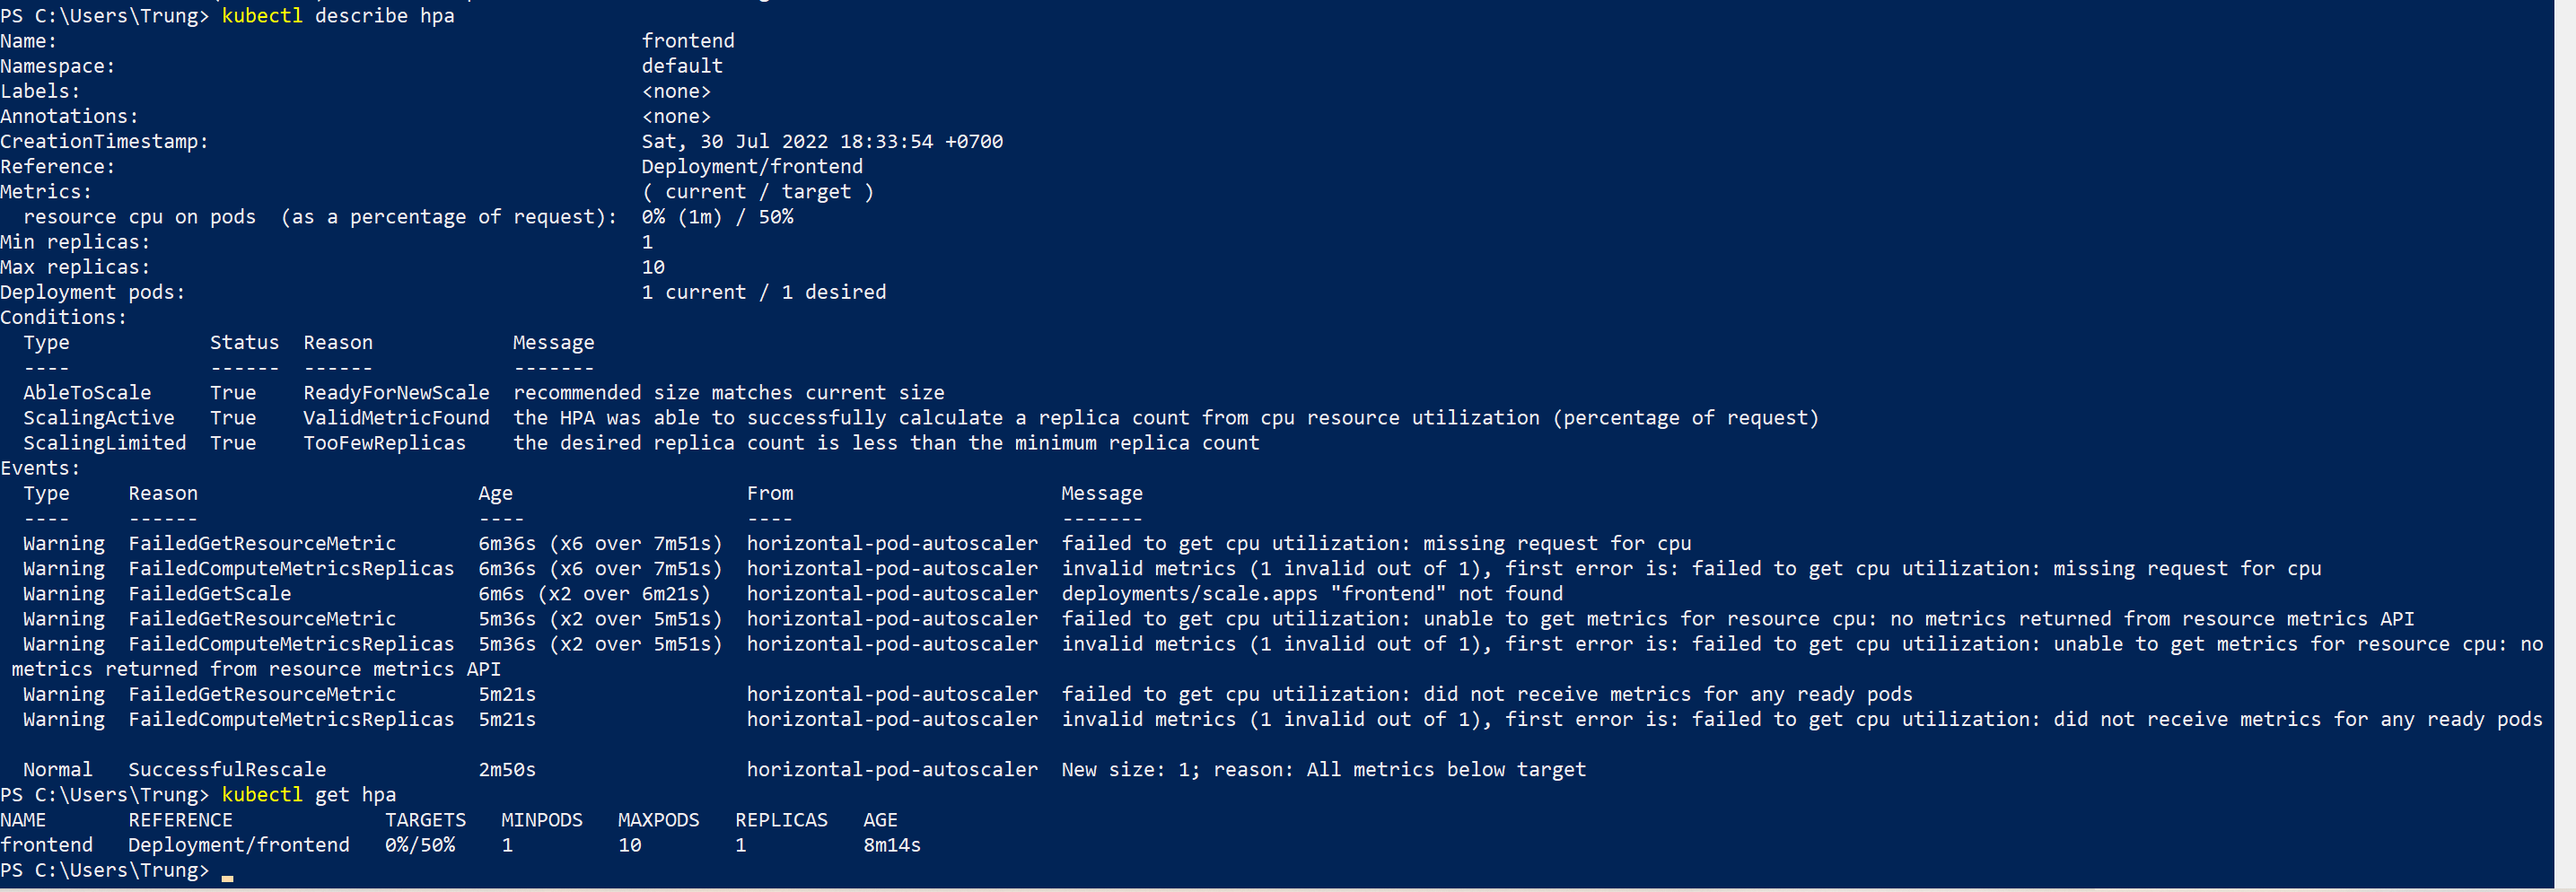 PS C:\Users\Trung> kubectl describe hpa
Name:                                                  frontend
Namespace:                                             default
Labels:                                                <none>
Annotations:                                           <none>
CreationTimestamp:                                     Sat, 30 Jul 2022 18:33:54 +0700
Reference:                                             Deployment/frontend
Metrics:                                               ( current / target )
  resource cpu on pods  (as a percentage of request):  0% (1m) / 50%
Min replicas:                                          1
Max replicas:                                          10
Deployment pods:                                       1 current / 1 desired
Conditions:
  Type            Status  Reason            Message
  ----            ------  ------            -------
  AbleToScale     True    ReadyForNewScale  recommended size matches current size
  ScalingActive   True    ValidMetricFound  the HPA was able to successfully calculate a replica count from cpu resource utilization (percentage of request)
  ScalingLimited  True    TooFewReplicas    the desired replica count is less than the minimum replica count
Events:
  Type     Reason                        Age                    From                       Message
  ----     ------                        ----                   ----                       -------
  Warning  FailedGetResourceMetric       6m36s (x6 over 7m51s)  horizontal-pod-autoscaler  failed to get cpu utilization: missing request for cpu
  Warning  FailedComputeMetricsReplicas  6m36s (x6 over 7m51s)  horizontal-pod-autoscaler  invalid metrics (1 invalid out of 1), first error is: failed to get cpu utilization: missing request for cpu
  Warning  FailedGetScale                6m6s (x2 over 6m21s)   horizontal-pod-autoscaler  deployments/scale.apps "frontend" not found
  Warning  FailedGetResourceMetric       5m36s (x2 over 5m51s)  horizontal-pod-autoscaler  failed to get cpu utilization: unable to get metrics for resource cpu: no metrics returned from resource metrics API
  Warning  FailedComputeMetricsReplicas  5m36s (x2 over 5m51s)  horizontal-pod-autoscaler  invalid metrics (1 invalid out of 1), first error is: failed to get cpu utilization: unable to get metrics for resource cpu: no
 metrics returned from resource metrics API
  Warning  FailedGetResourceMetric       5m21s                  horizontal-pod-autoscaler  failed to get cpu utilization: did not receive metrics for any ready pods
  Warning  FailedComputeMetricsReplicas  5m21s                  horizontal-pod-autoscaler  invalid metrics (1 invalid out of 1), first error is: failed to get cpu utilization: did not receive metrics for any ready pods
  Normal   SuccessfulRescale             2m50s                  horizontal-pod-autoscaler  New size: 1; reason: All metrics below target
PS C:\Users\Trung> kubectl get hpa
NAME       REFERENCE             TARGETS   MINPODS   MAXPODS   REPLICAS   AGE
frontend   Deployment/frontend   0%/50%    1         10        1          8m14s
PS C:\Users\Trung>